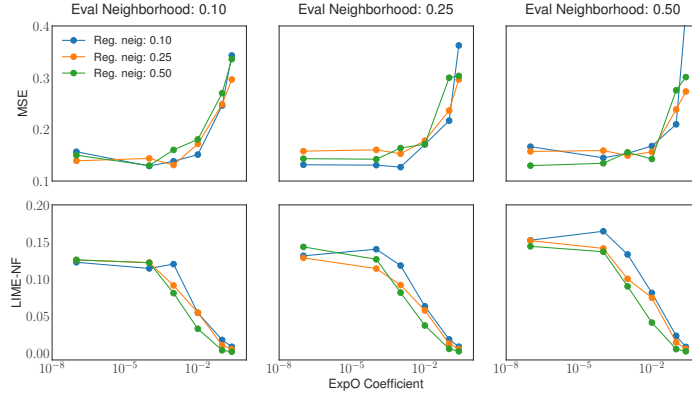 Eval Neighborhood: 0.10
Eval Neighborhood: 0.25
Eval Neighborhood: 0.50
0.4
0.3
0.2
0.1
MSE
Reg. neig: 0.10
Reg. neig: 0.25
Reg. neig: 0.50
0.20
0.15
0.10
0.05
0.00
LIME-NF
10⁻⁸ 10⁻⁵ 10⁻²
10⁻⁸ 10⁻⁵ 10⁻²
10⁻⁸ 10⁻⁵ 10⁻²
ExpO Coefficient